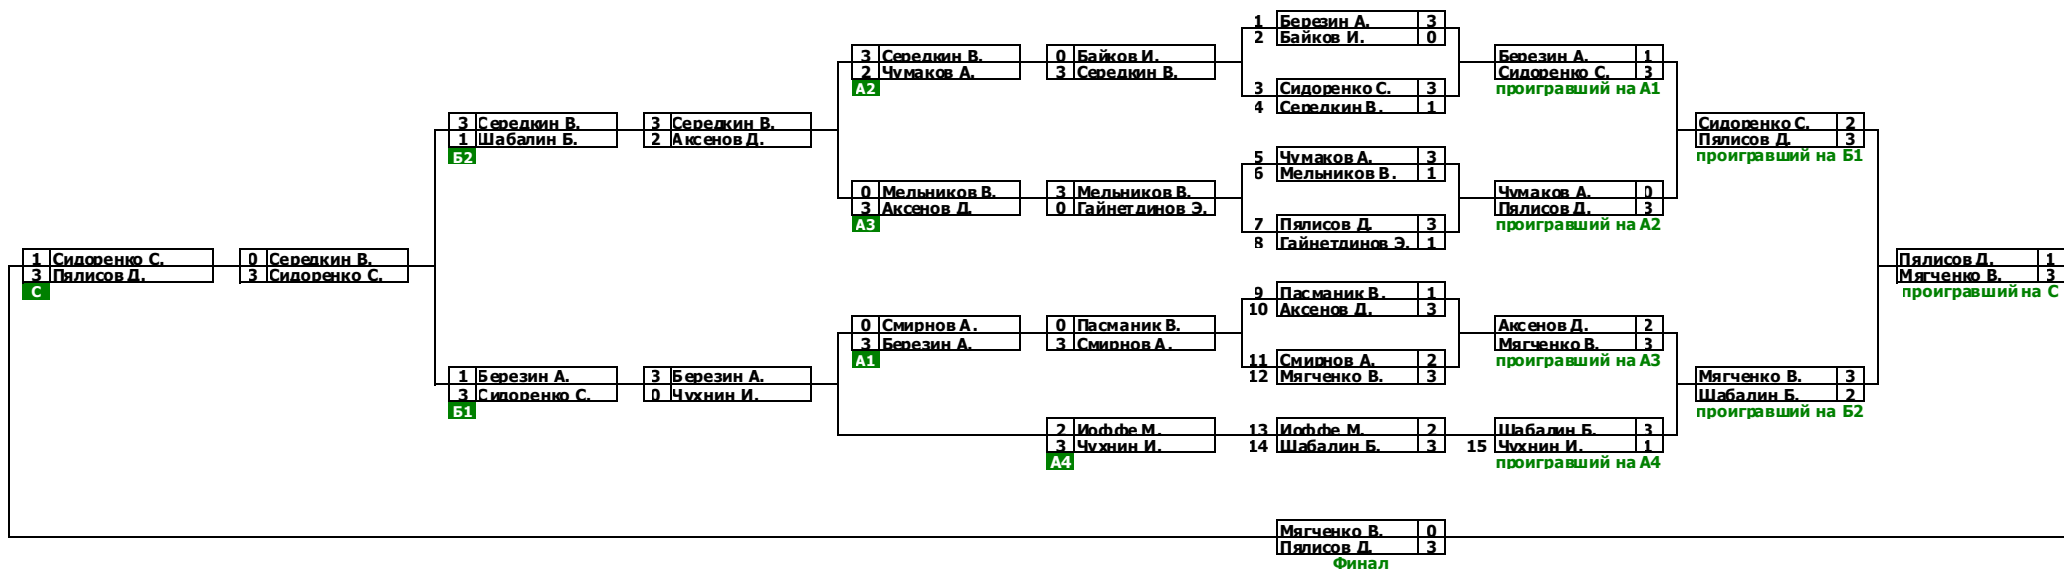 1 Березин А. 3
2 Байков И. 0
3 Середкин В.
2 Чумаков А.
А2
0 Байков И.
3 Середкин В.
Березин А. 1
Сидоренко С. 3
проигравший на А1
3 Сидоренко С. 3
4 Середкин В. 1
3 Середкин В.
1 Шабалин Б.
Б2
3 Середкин В.
2 Аксенов Д.
Сидоренко С. 2
Пялисов Д. 3
проигравший на Б1
5 Чумаков А. 3
6 Мельников В. 1
0 Мельников В.
3 Аксенов Д.
А3
3 Мельников В.
0 Гайнетдинов Э.
Чумаков А. 0
Пялисов Д. 3
проигравший на А2
7 Пялисов Д. 3
8 Гайнетдинов Э. 1
1 Сидоренко С.
3 Пялисов Д.
С
0 Середкин В.
3 Сидоренко С.
Пялисов Д. 1
Мягченко В. 3
проигравший на С
9 Пасманик В. 1
10 Аксенов Д. 3
0 Смирнов А.
3 Березин А.
А1
0 Пасманик В.
3 Смирнов А.
Аксенов Д. 2
Мягченко В. 3
проигравший на А3
11 Смирнов А. 2
12 Мягченко В. 3
1 Березин А.
3 Сидоренко С.
Б1
3 Березин А.
0 Чухнин И.
Мягченко В. 3
Шабалин Б. 2
проигравший на Б2
2 Иоффе М.
3 Чухнин И.
А4
13 Иоффе М. 2
14 Шабалин Б. 3
Шабалин Б. 3
15 Чухнин И. 1
проигравший на А4
Мягченко В. 0
Пялисов Д. 3
Финал